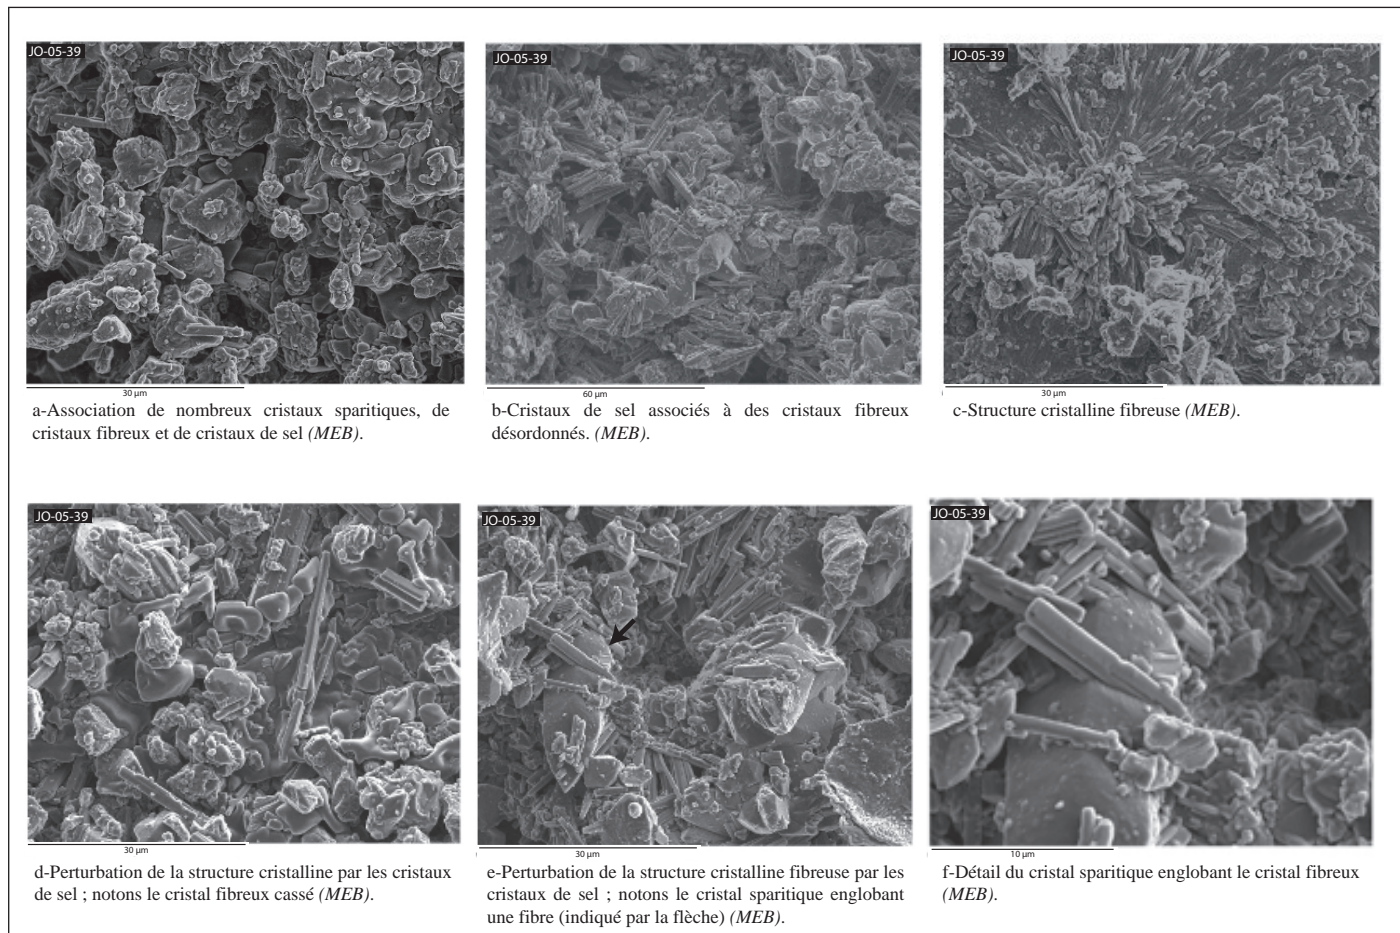 JO-05-39
JO-05-39
JO-05-39
30 µm
60 µm
30 µm
a-Association de nombreux cristaux sparitiques, de
cristaux fibreux et de cristaux de sel (MEB).
b-Cristaux de sel associés à des cristaux fibreux
désordonnés. (MEB).
c-Structure cristalline fibreuse (MEB).
JO-05-39
JO-05-39
JO-05-39
30 µm
30 µm
10 µm
d-Perturbation de la structure cristalline par les cristaux
de sel ; notons le cristal fibreux cassé (MEB).
e-Perturbation de la structure cristalline fibreuse par les
cristaux de sel ; notons le cristal sparitique englobant
une fibre (indiqué par la flèche) (MEB).
f-Détail du cristal sparitique englobant le cristal fibreux
(MEB).